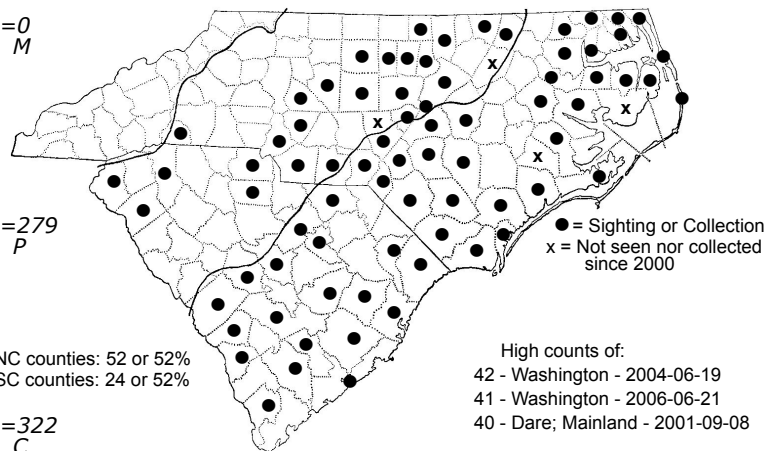 =0
M
x
x
x
x
=279
P
● = Sighting or Collection
x = Not seen nor collected
since 2000
NC counties: 52 or 52%
SC counties: 24 or 52%
High counts of:
42 - Washington - 2004-06-19
41 - Washington - 2006-06-21
40 - Dare; Mainland - 2001-09-08
=322
C